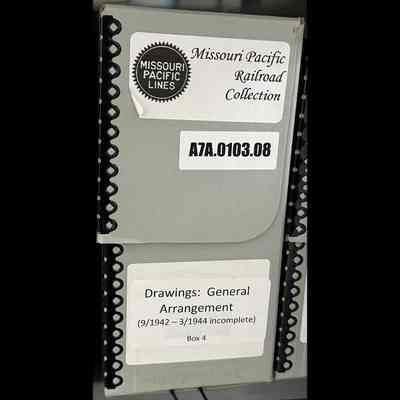 MISSOURI
PACIFIC
LINES
Missouri Pacific
Railroad
Collection
A7A.0103.08
Drawings: General
Arrangement
(9/1942 – 3/1944 incomplete)
Box 4